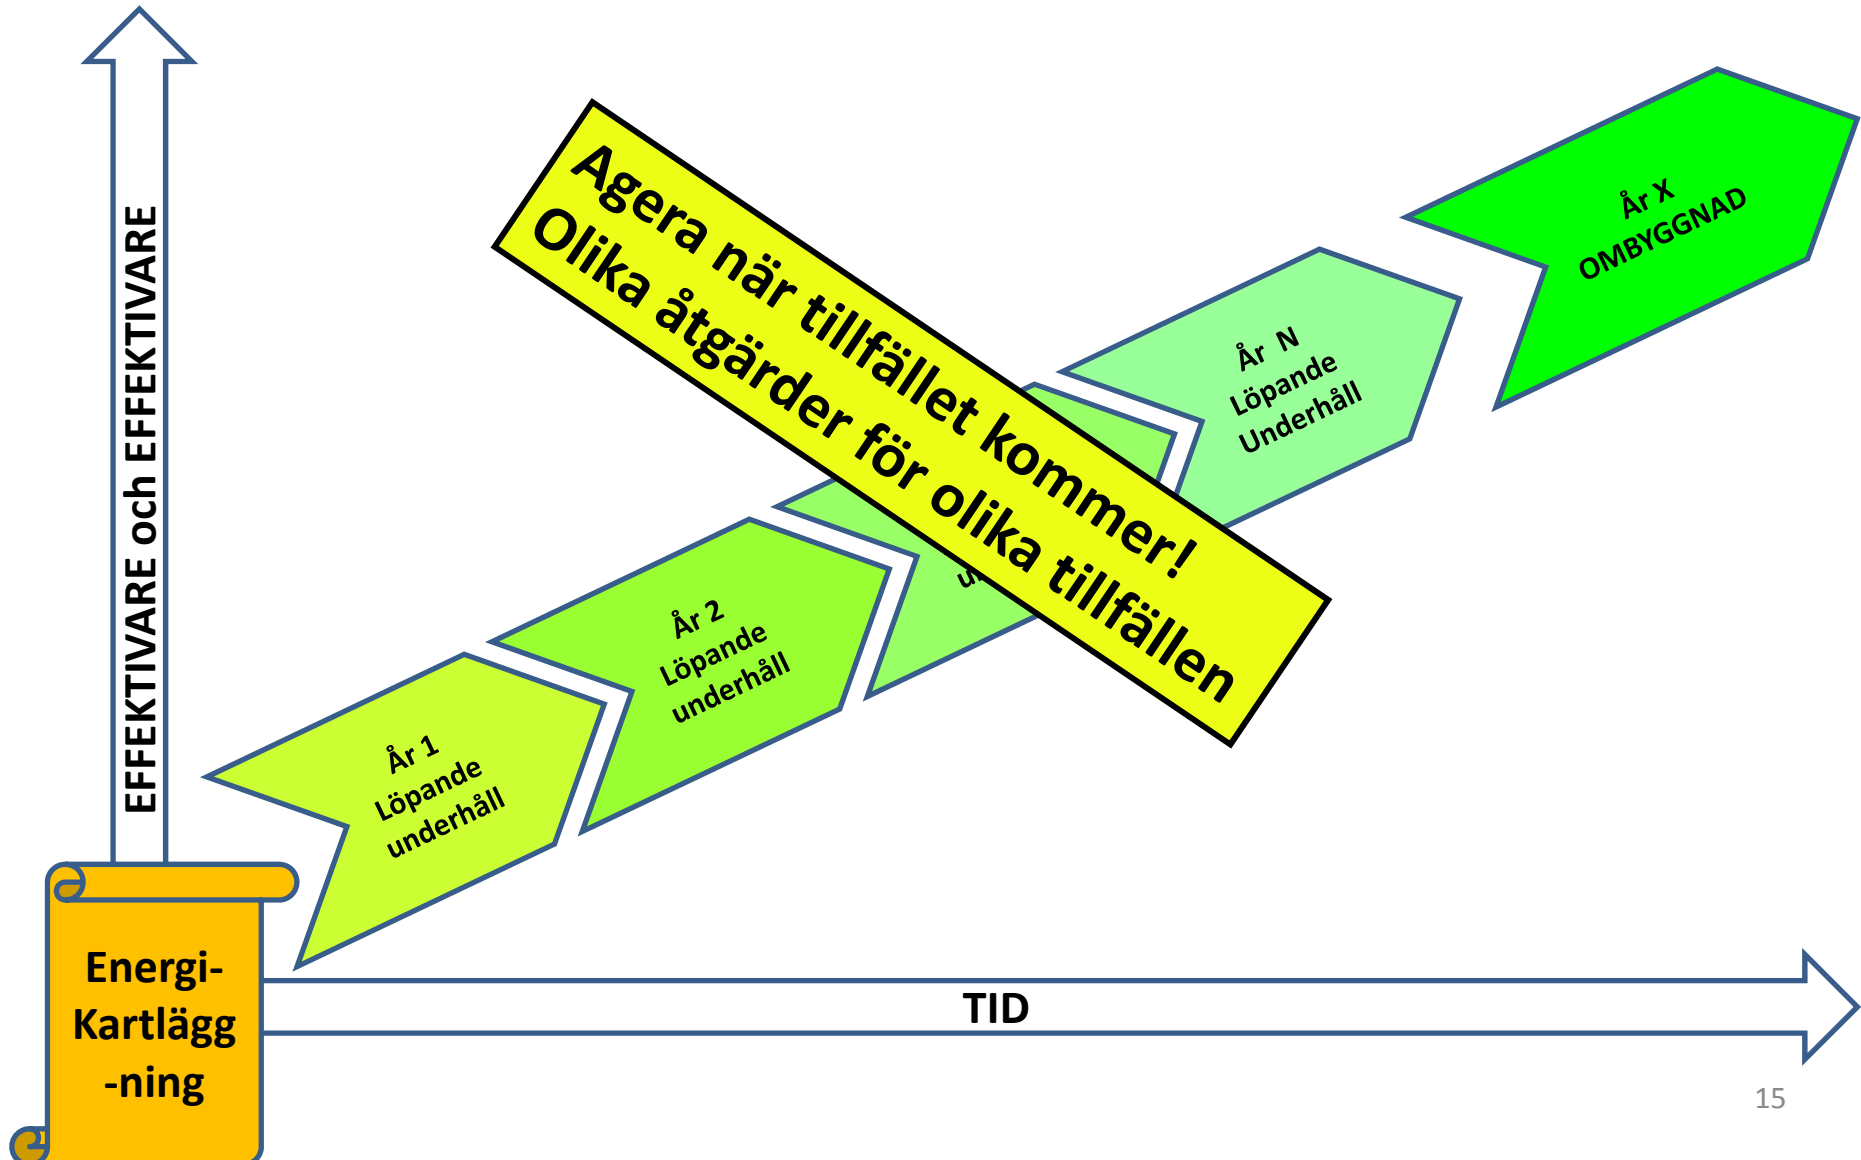 EFFEKTIVARE och EFFEKTIVARE
Agera när tillfället kommer!
Olika åtgärder för olika tillfällen
År X
OMBYGGNAD
År  N
Löpande
Underhåll
År 2
Löpande
underhåll
År 1
Löpande
underhåll
Energi-
Kartlägg
-ning
TID
15